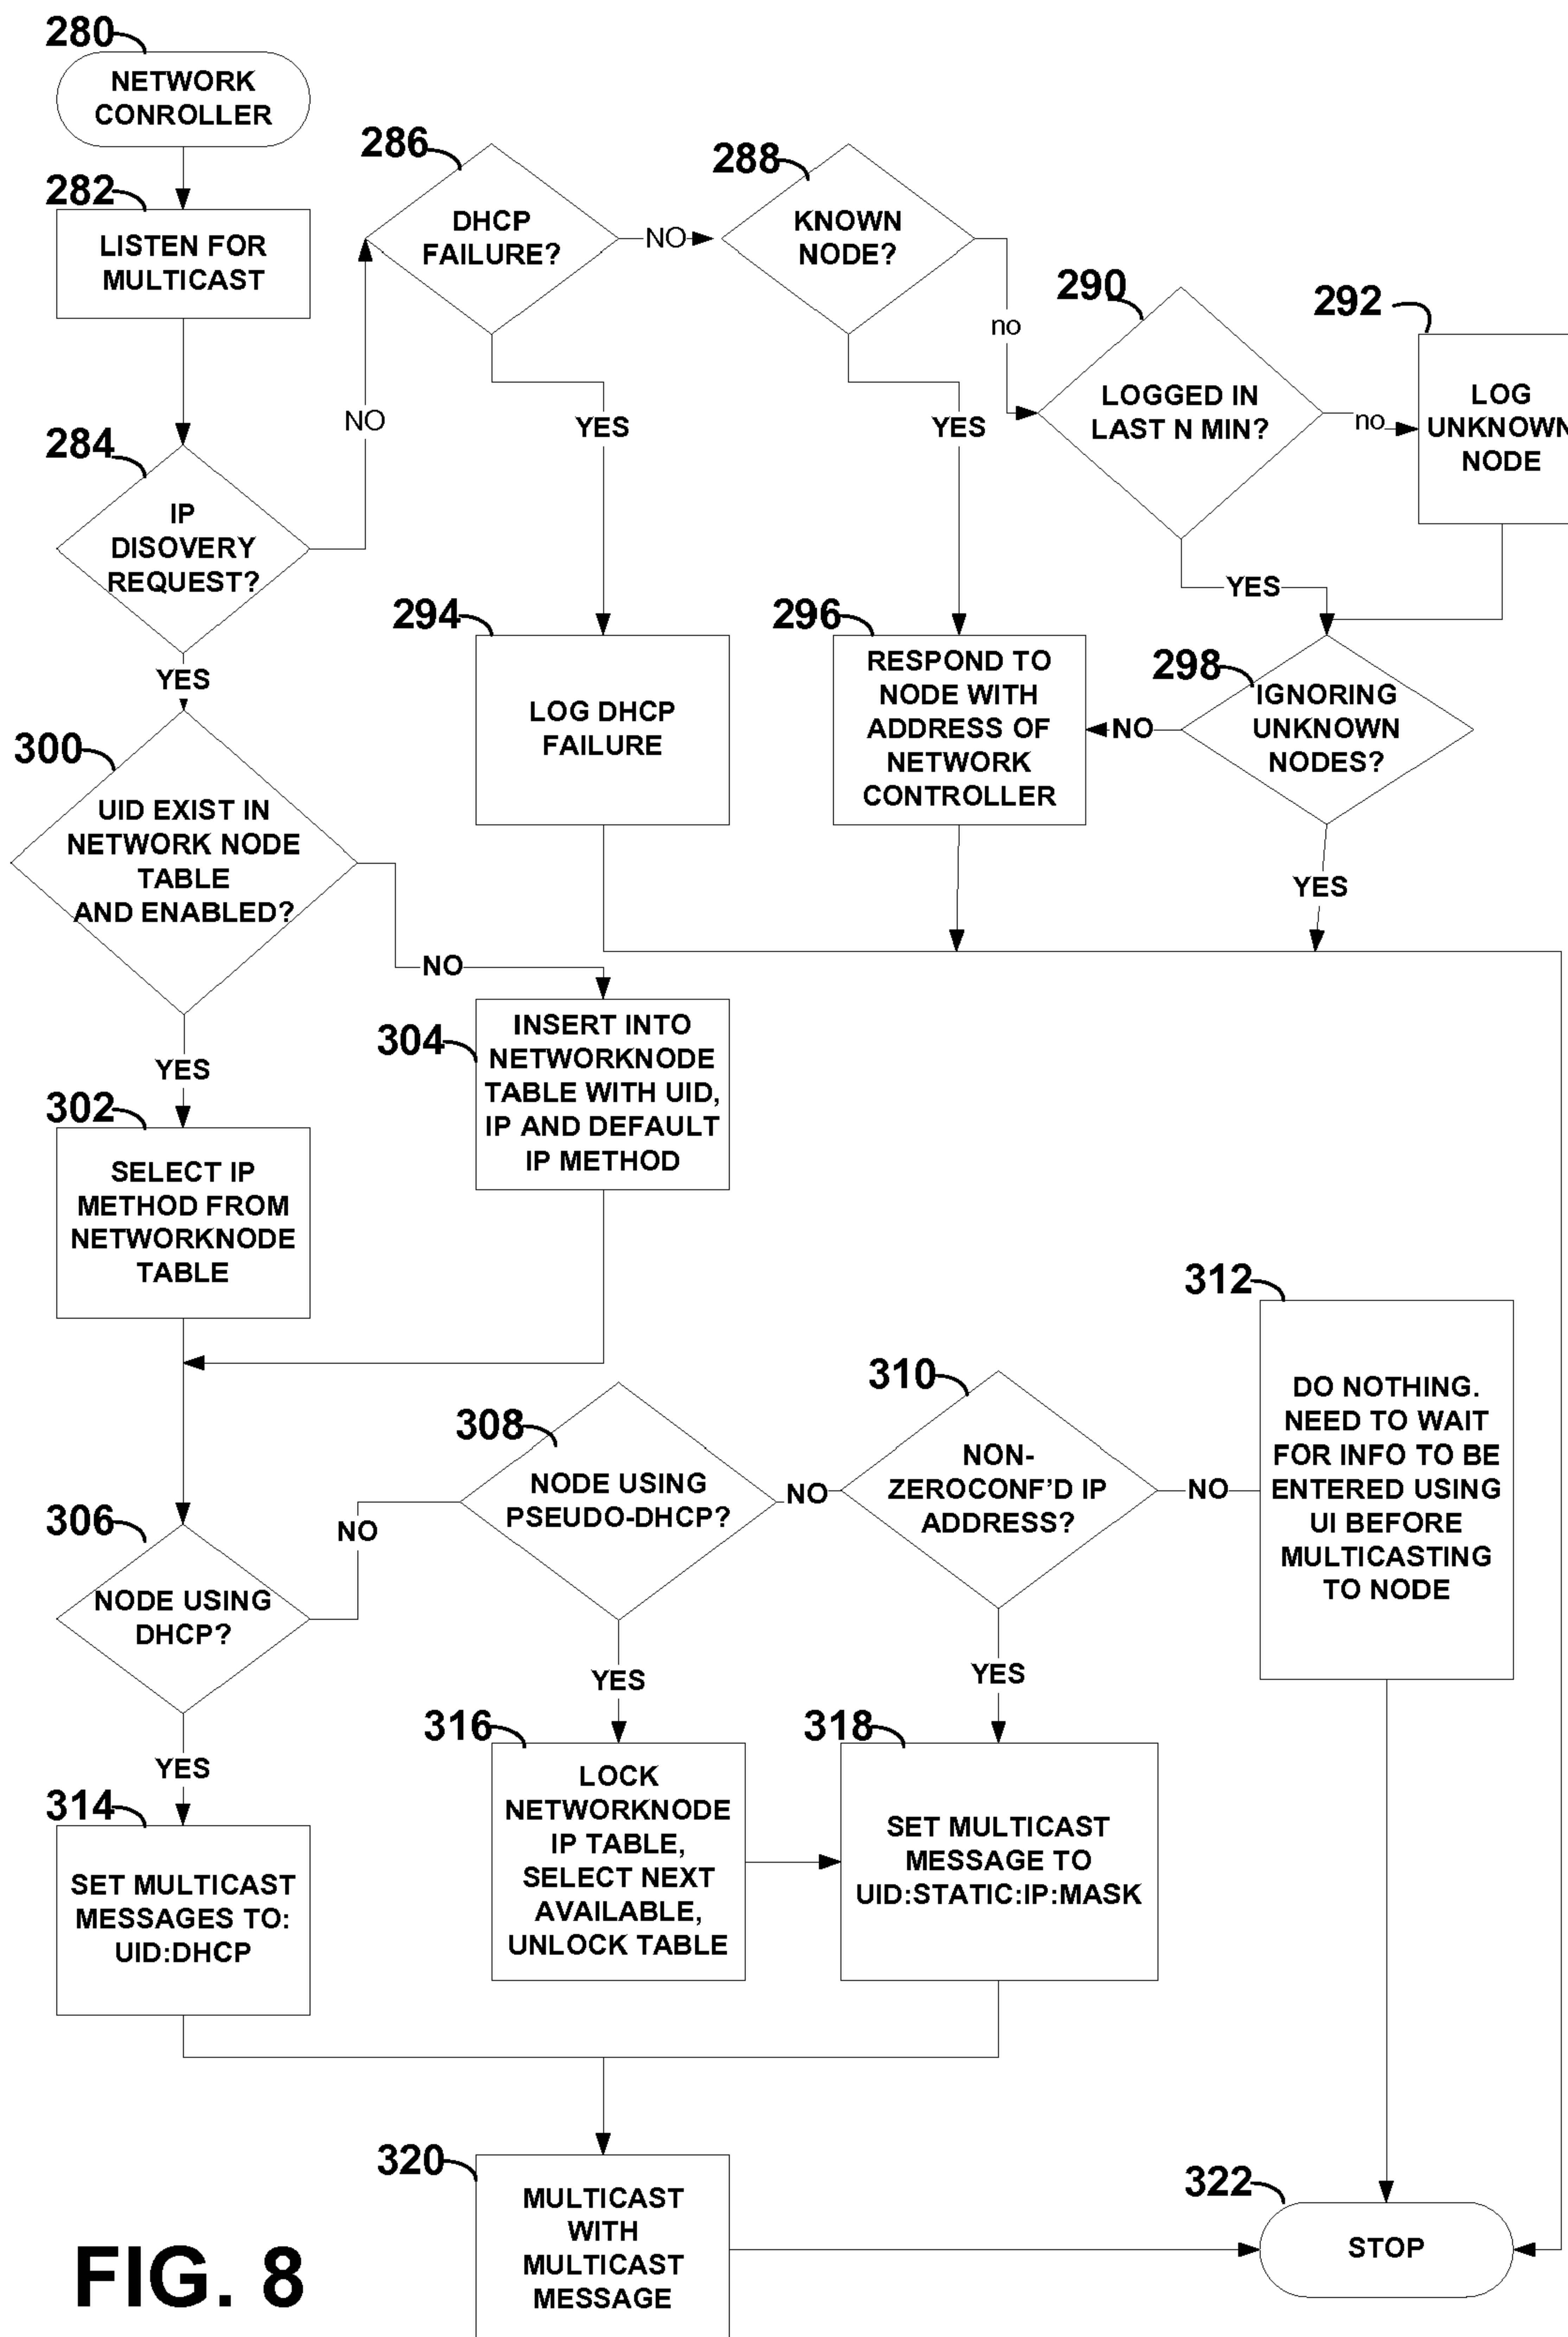 280
NETWORK
CONROLLER
282
LISTEN FOR
MULTICAST
284
IP
DISOVERY
REQUEST?
NO
YES
286
DHCP
FAILURE?
NO
YES
288
KNOWN
NODE?
no
YES
290
LOGGED IN
LAST N MIN?
no
YES
292
LOG
UNKNOWN
NODE
294
LOG DHCP
FAILURE
296
RESPOND TO
NODE WITH
ADDRESS OF
NETWORK
CONTROLLER
298
IGNORING
UNKNOWN
NODES?
NO
YES
300
UID EXIST IN
NETWORK NODE
TABLE
AND ENABLED?
NO
YES
302
SELECT IP
METHOD FROM
NETWORKNODE
TABLE
304
INSERT INTO
NETWORKNODE
TABLE WITH UID,
IP AND DEFAULT
IP METHOD
306
NODE USING
DHCP?
NO
YES
308
NODE USING
PSEUDO-DHCP?
NO
YES
310
NON-
ZEROCONF'D IP
ADDRESS?
NO
YES
312
DO NOTHING.
NEED TO WAIT
FOR INFO TO BE
ENTERED USING
UI BEFORE
MULTICASTING
TO NODE
314
SET MULTICAST
MESSAGES TO:
UID:DHCP
316
LOCK
NETWORKNODE
IP TABLE,
SELECT NEXT
AVAILABLE,
UNLOCK TABLE
318
SET MULTICAST
MESSAGE TO
UID:STATIC:IP:MASK
320
MULTICAST
WITH
MULTICAST
MESSAGE
322
STOP
FIG. 8